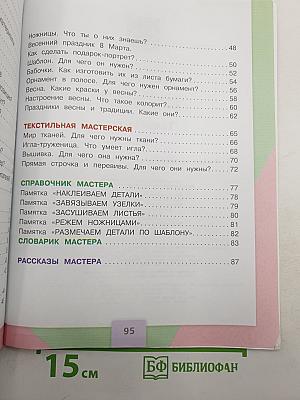 Ножницы. Что ты о них знаешь? . . . . . . . . . . . . . . . 48
Весенний праздник 8 Марта.
Как сделать подарок-портрет? . . . . . . . . . . . . . . . 50
Шаблон. Для чего он нужен? . . . . . . . . . . . . . . . . 52
Бабочки. Как изготовить их из листа бумаги? . . . 54
Орнамент в полосе. Для чего нужен орнамент? . . 56
Весна. Какие краски у весны? . . . . . . . . . . . . . . . 58
Настроение весны. Что такое колорит? . . . . . . . . 60
Праздники весны и традиции. Какие они? . . . . . . 62
ТЕКСТИЛЬНАЯ МАСТЕРСКАЯ . . . . . . . . . . . . . . . 65
Мир тканей. Для чего нужны ткани? . . . . . . . . . . 66
Игла-труженица. Что умеет игла? . . . . . . . . . . . . 68
Вышивка. Для чего она нужна? . . . . . . . . . . . . . . 70
Прямая строчка и перевивы. Для чего они нужны? . . 72
СПРАВОЧНИК МАСТЕРА . . . . . . . . . . . . . . . . . . 77
Памятка «НАКЛЕИВАЕМ ДЕТАЛИ» . . . . . . . . . . . . 78
Памятка «ЗАВЯЗЫВАЕМ УЗЕЛКИ» . . . . . . . . . . . . 79
Памятка «ЗАСУШИВАЕМ ЛИСТЬЯ» . . . . . . . . . . . . 80
Памятка «РЕЖЕМ НОЖНИЦАМИ» . . . . . . . . . . . . . 81
Памятка «РАЗМЕЧАЕМ ДЕТАЛИ ПО ШАБЛОНУ» . . 82
СЛОВАРИК МАСТЕРА . . . . . . . . . . . . . . . . . . . . 83
РАССКАЗЫ МАСТЕРА . . . . . . . . . . . . . . . . . . . . 87
95
15 см
БФ БИБЛИОФАН